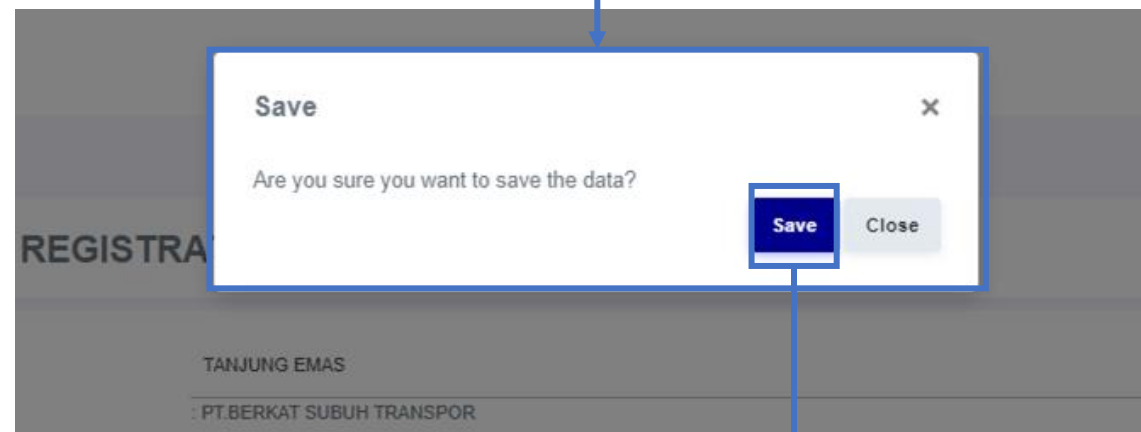 Save ×
Are you sure you want to save the data?
Save Close
REGISTRA
TANJUNG EMAS
: PT.BERKAT SUBUH TRANSPOR